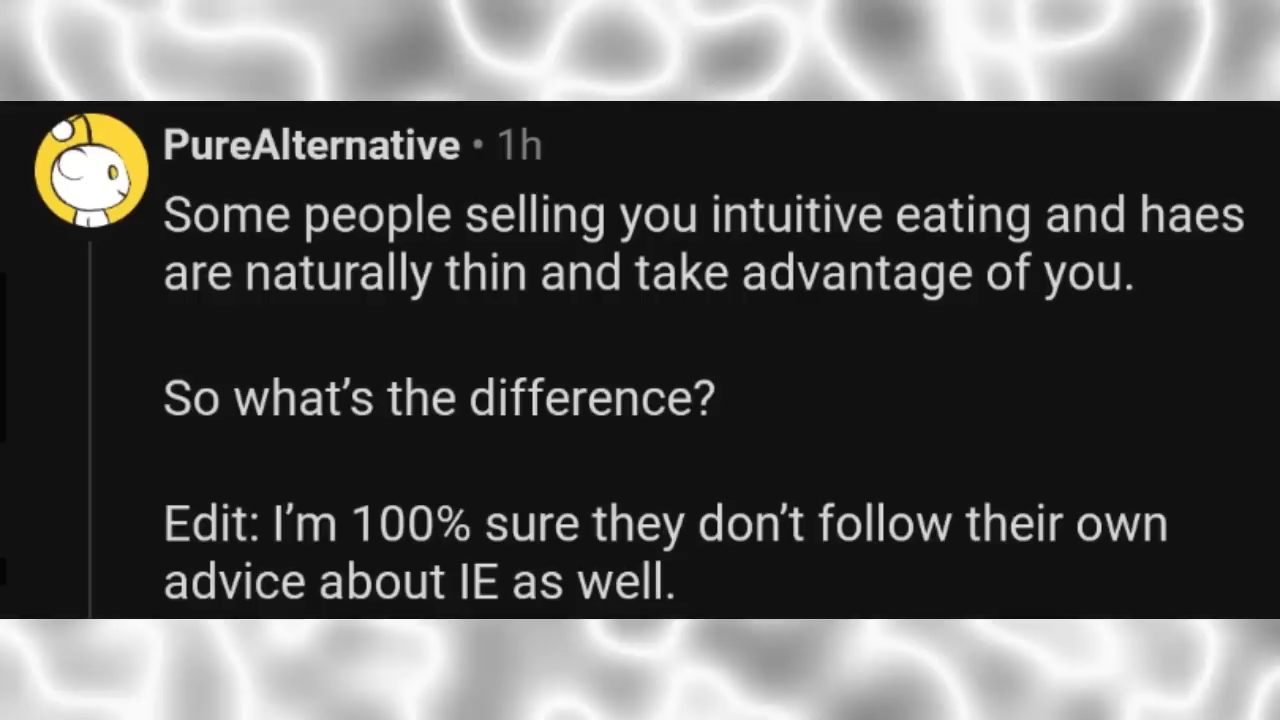 PureAlternative • 1h
Some people selling you intuitive eating and haes
are naturally thin and take advantage of you.
So what's the difference?
Edit: I'm 100% sure they don't follow their own
advice about IE as well.